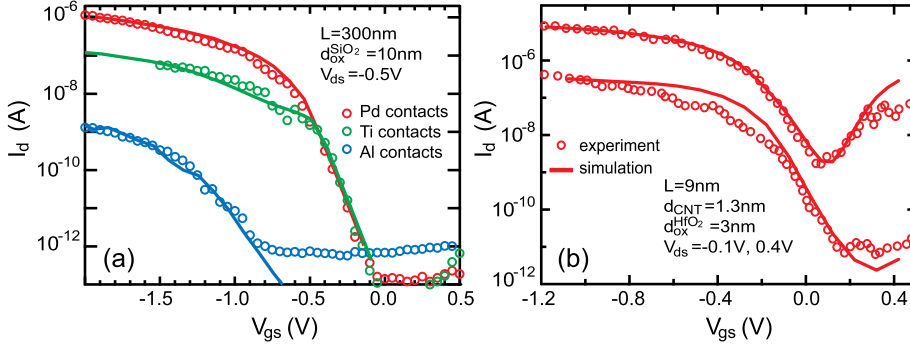 10^-6
10^-8
10^-10
10^-12
I_d (A)
L=300nm
d_ox^SiO2 =10nm
V_ds=-0.5V
Pd contacts
Ti contacts
Al contacts
(a)
-1.5 -1.0 -0.5 0.0 0.5
V_gs (V)
10^-4
10^-6
10^-8
10^-10
10^-12
I_d (A)
experiment
simulation
L=9nm
d_CNT=1.3nm
d_ox^HfO2=3nm
V_ds=-0.1V, 0.4V
(b)
-1.2 -0.8 -0.4 0.0 0.4
V_gs (V)